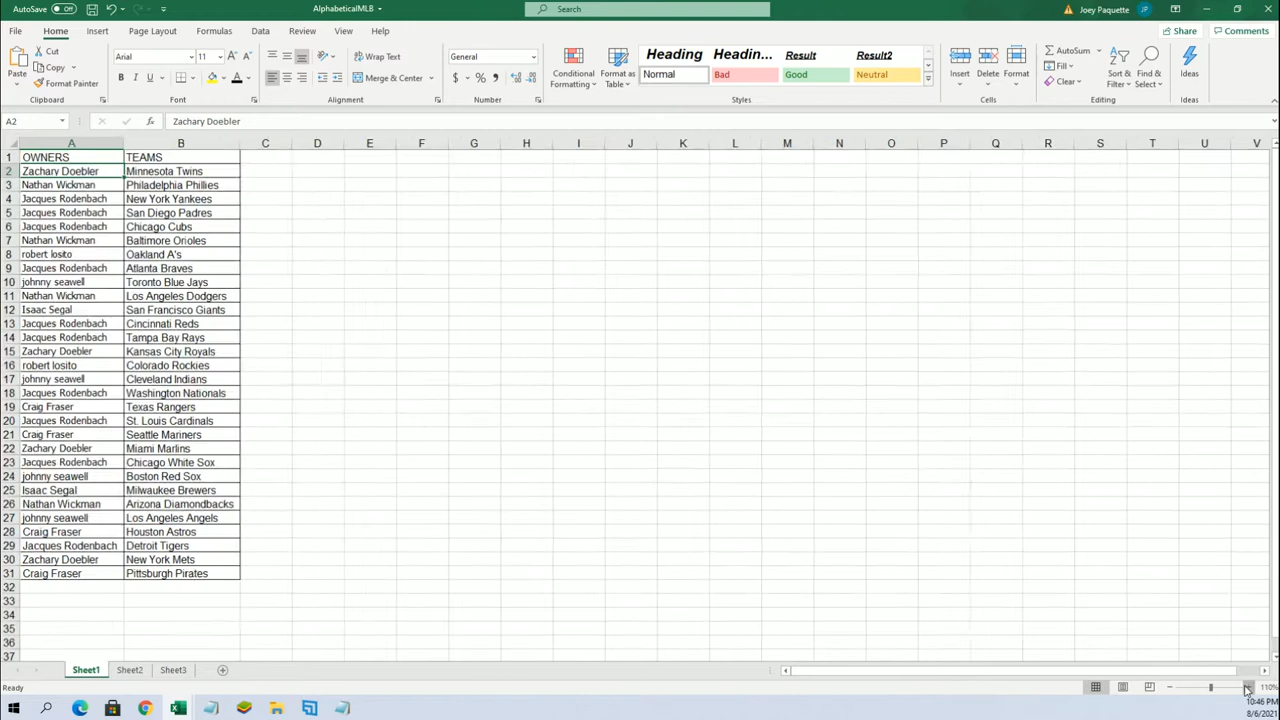 AutoSave Off AlphabeticalMLB Search Joey Paquette JP
File Home Insert Page Layout Formulas Data Review View Help Share Comments
Paste Cut Copy Format Painter Clipboard
Arial 11 A A B I U A Font
ab Wrap Text Merge & Center Alignment
General $ % , Number
Conditional Formatting Format as Table
Heading Headin... Result Result2
Normal Bad Good Neutral
Styles
Insert Delete Format Cells
AutoSum Fill Clear Sort & Filter Find & Select Editing
Ideas Ideas
A2 fx Zachary Doebler
A B C D E F G H I J K L M N O P Q R S T U V
1 OWNERS TEAMS
2 Zachary Doebler Minnesota Twins
3 Nathan Wickman Philadelphia Phillies
4 Jacques Rodenbach New York Yankees
5 Jacques Rodenbach San Diego Padres
6 Jacques Rodenbach Chicago Cubs
7 Nathan Wickman Baltimore Orioles
8 robert losito Oakland A's
9 Jacques Rodenbach Atlanta Braves
10 johnny seawell Toronto Blue Jays
11 Nathan Wickman Los Angeles Dodgers
12 Isaac Segal San Francisco Giants
13 Jacques Rodenbach Cincinnati Reds
14 Jacques Rodenbach Tampa Bay Rays
15 Zachary Doebler Kansas City Royals
16 robert losito Colorado Rockies
17 johnny seawell Cleveland Indians
18 Jacques Rodenbach Washington Nationals
19 Craig Fraser Texas Rangers
20 Jacques Rodenbach St. Louis Cardinals
21 Craig Fraser Seattle Mariners
22 Zachary Doebler Miami Marlins
23 Jacques Rodenbach Chicago White Sox
24 johnny seawell Boston Red Sox
25 Isaac Segal Milwaukee Brewers
26 Nathan Wickman Arizona Diamondbacks
27 johnny seawell Los Angeles Angels
28 Craig Fraser Houston Astros
29 Jacques Rodenbach Detroit Tigers
30 Zachary Doebler New York Mets
31 Craig Fraser Pittsburgh Pirates
32
33
34
35
36
37
Sheet1 Sheet2 Sheet3
Ready 110%
10:46 PM
8/6/2021